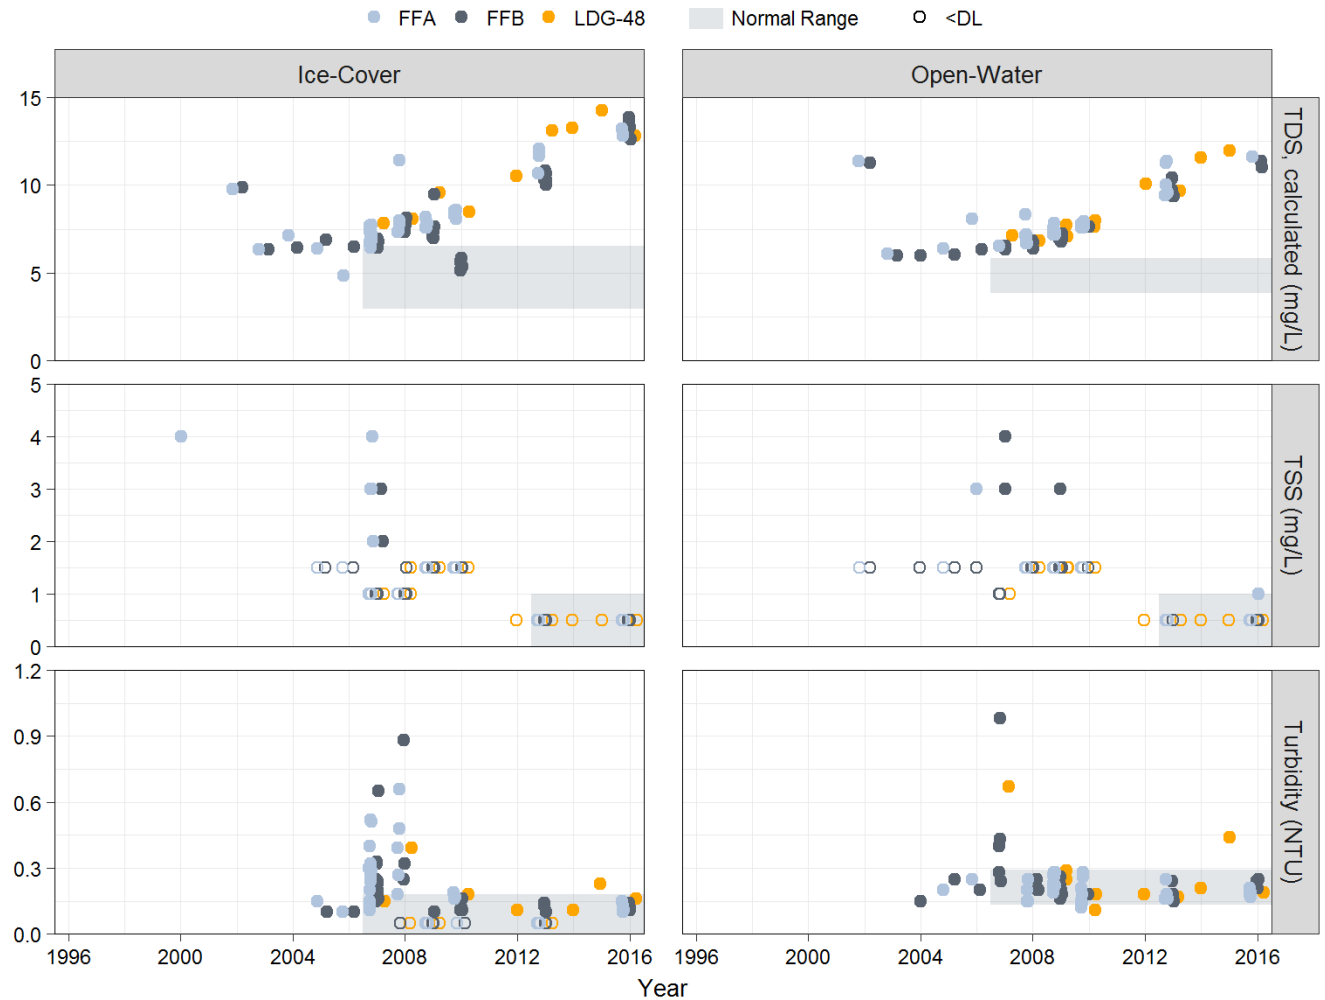 FFA FFB LDG-48 Normal Range <DL
Ice-Cover Open-Water
15
10
5
0
TDS, calculated (mg/L)
5
4
3
2
1
0
TSS (mg/L)
1.2
0.9
0.6
0.3
0.0
Turbidity (NTU)
1996 2000 2004 2008 2012 2016 1996 2000 2004 2008 2012 2016
Year